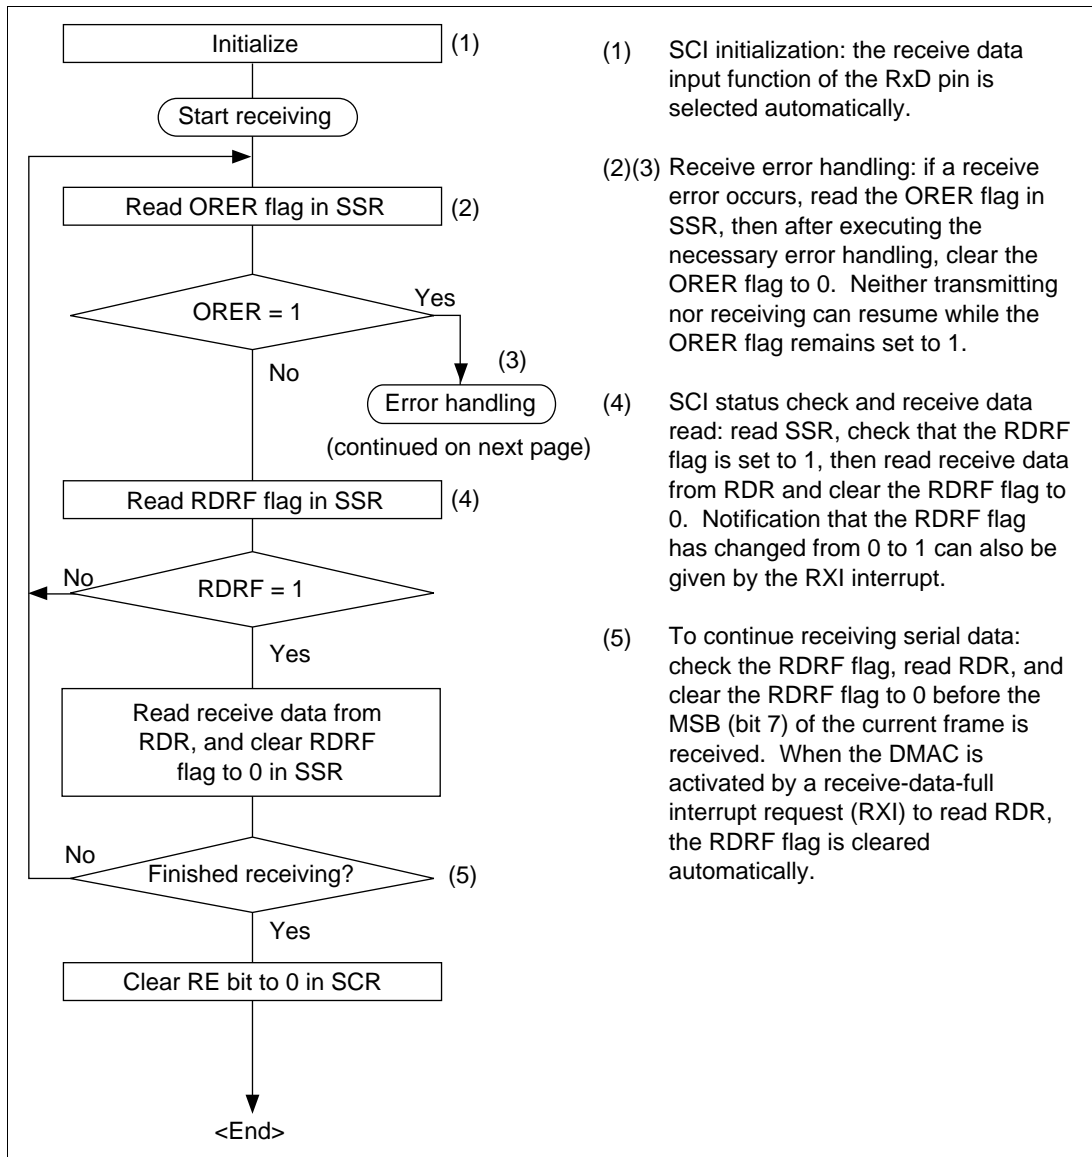 Initialize
(1)
Start receiving
Read ORER flag in SSR
(2)
ORER = 1
Yes
No
(3)
Error handling
(continued on next page)
Read RDRF flag in SSR
(4)
No
RDRF = 1
Yes
Read receive data from
RDR, and clear RDRF
flag to 0 in SSR
No
Finished receiving?
(5)
Yes
Clear RE bit to 0 in SCR
<End>
(1) SCI initialization: the receive data
input function of the RxD pin is
selected automatically.
(2)(3) Receive error handling: if a receive
error occurs, read the ORER flag in
SSR, then after executing the
necessary error handling, clear the
ORER flag to 0. Neither transmitting
nor receiving can resume while the
ORER flag remains set to 1.
(4) SCI status check and receive data
read: read SSR, check that the RDRF
flag is set to 1, then read receive data
from RDR and clear the RDRF flag to
0. Notification that the RDRF flag
has changed from 0 to 1 can also be
given by the RXI interrupt.
(5) To continue receiving serial data:
check the RDRF flag, read RDR, and
clear the RDRF flag to 0 before the
MSB (bit 7) of the current frame is
received. When the DMAC is
activated by a receive-data-full
interrupt request (RXI) to read RDR,
the RDRF flag is cleared
automatically.